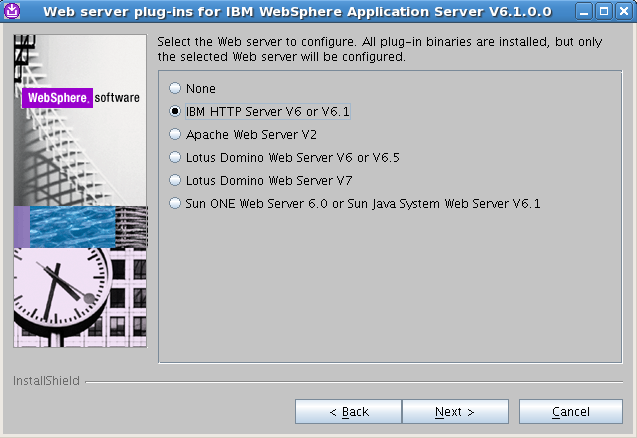 Web server plug-ins for IBM WebSphere Application Server V6.1.0.0
Select the Web server to configure. All plug-in binaries are installed, but only
the selected Web server will be configured.
WebSphere. software
None
IBM HTTP Server V6 or V6.1
Apache Web Server V2
Lotus Domino Web Server V6 or V6.5
Lotus Domino Web Server V7
Sun ONE Web Server 6.0 or Sun Java System Web Server V6.1
InstallShield
< Back
Next >
Cancel